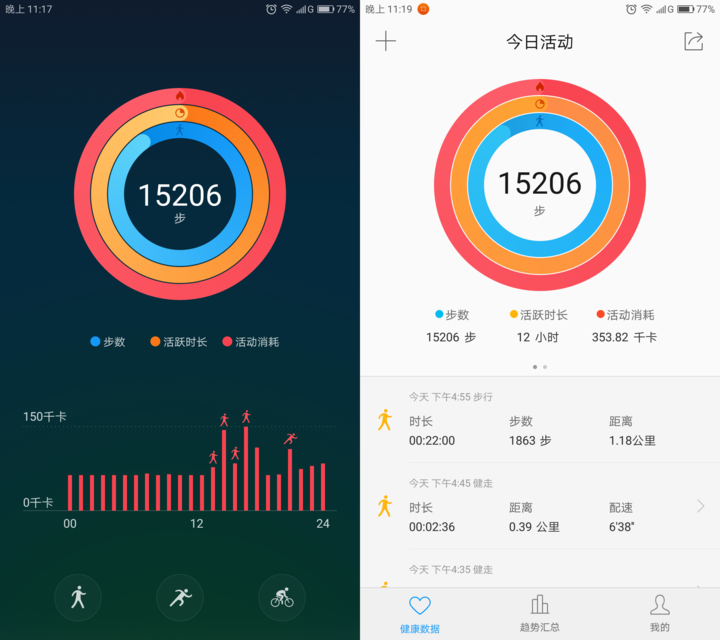 晚上 11:17
G 77%
15206
步
步数 活跃时长 活动消耗
150千卡
0千卡
00 12 24
晚上 11:19
G 77%
今日活动
15206
步
步数 活跃时长 活动消耗
15206 步 12 小时 353.82 千卡
今天 下午4:55 步行
时长 步数 距离
00:22:00 1863 步 1.18公里
今天 下午4:45 健走
时长 距离 配速
00:02:36 0.39 公里 6'38"
今天 下午4:35 健走
健康数据 趋势汇总 我的